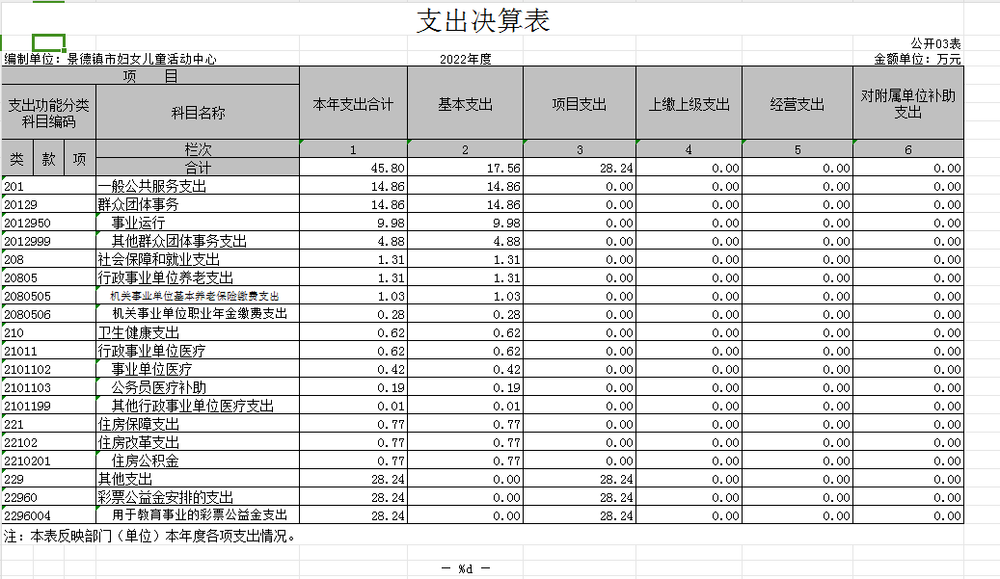 支出决算表
公开03表
编制单位：景德镇市妇女儿童活动中心 2022年度 金额单位：万元
项 目 本年支出合计 基本支出 项目支出 上缴上级支出 经营支出 对附属单位补助支出
支出功能分类科目编码 科目名称
类 款 项 栏次 1 2 3 4 5 6
合计 45.80 17.56 28.24 0.00 0.00 0.00
201 一般公共服务支出 14.86 14.86 0.00 0.00 0.00 0.00
20129 群众团体事务 14.86 14.86 0.00 0.00 0.00 0.00
2012950 事业运行 9.98 9.98 0.00 0.00 0.00 0.00
2012999 其他群众团体事务支出 4.88 4.88 0.00 0.00 0.00 0.00
208 社会保障和就业支出 1.31 1.31 0.00 0.00 0.00 0.00
20805 行政事业单位养老支出 1.31 1.31 0.00 0.00 0.00 0.00
2080505 机关事业单位基本养老保险缴费支出 1.03 1.03 0.00 0.00 0.00 0.00
2080506 机关事业单位职业年金缴费支出 0.28 0.28 0.00 0.00 0.00 0.00
210 卫生健康支出 0.62 0.62 0.00 0.00 0.00 0.00
21011 行政事业单位医疗 0.62 0.62 0.00 0.00 0.00 0.00
2101102 事业单位医疗 0.42 0.42 0.00 0.00 0.00 0.00
2101103 公务员医疗补助 0.19 0.19 0.00 0.00 0.00 0.00
2101199 其他行政事业单位医疗支出 0.01 0.01 0.00 0.00 0.00 0.00
221 住房保障支出 0.77 0.77 0.00 0.00 0.00 0.00
22102 住房改革支出 0.77 0.77 0.00 0.00 0.00 0.00
2210201 住房公积金 0.77 0.77 0.00 0.00 0.00 0.00
229 其他支出 28.24 0.00 28.24 0.00 0.00 0.00
22960 彩票公益金安排的支出 28.24 0.00 28.24 0.00 0.00 0.00
2296004 用于教育事业的彩票公益金支出 28.24 0.00 28.24 0.00 0.00 0.00
注：本表反映部门（单位）本年度各项支出情况。
— %d —